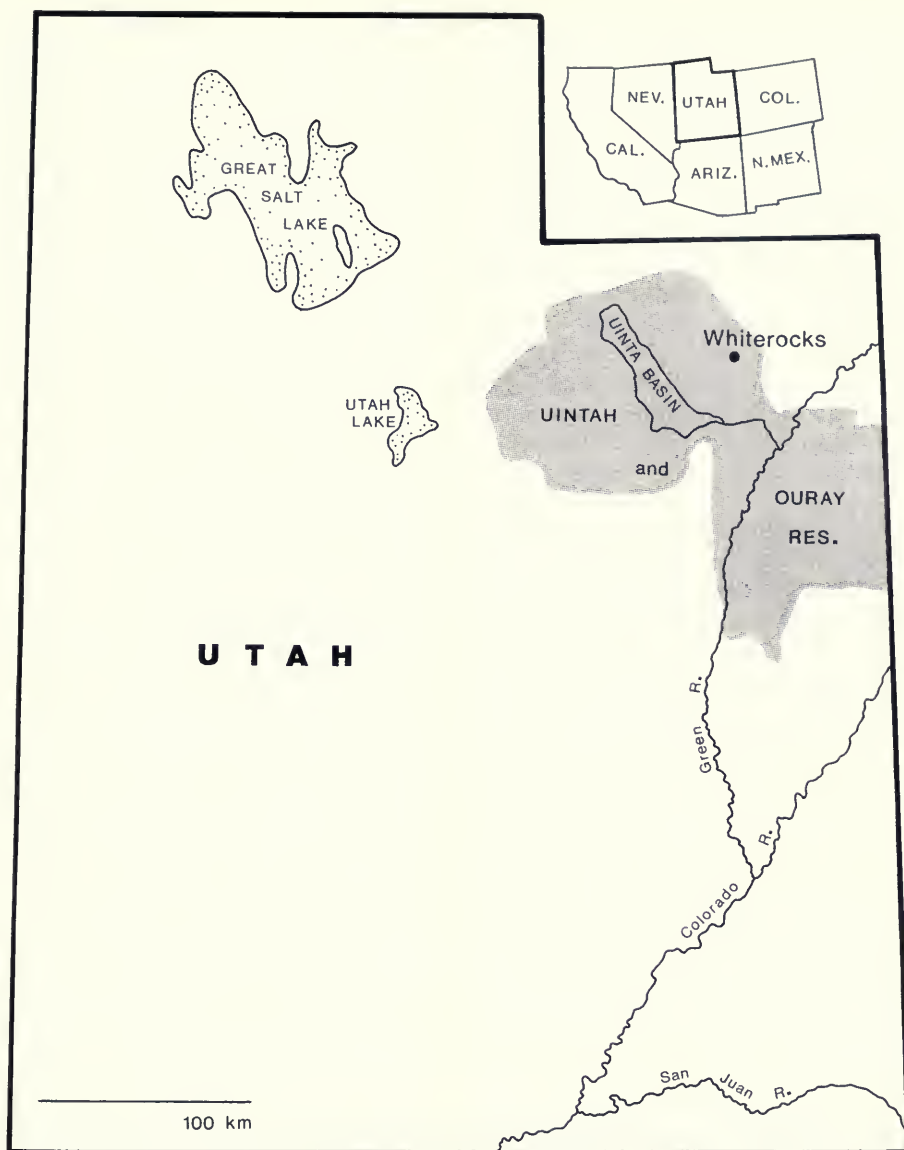 NEV.
UTAH
COL.
CAL.
ARIZ.
N.MEX.
GREAT
SALT
LAKE
UINTA BASIN
Whiterocks
UTAH
LAKE
UINTAH
and
OURAY
RES.
UTAH
Green R.
Colorado R.
San Juan R.
100 km